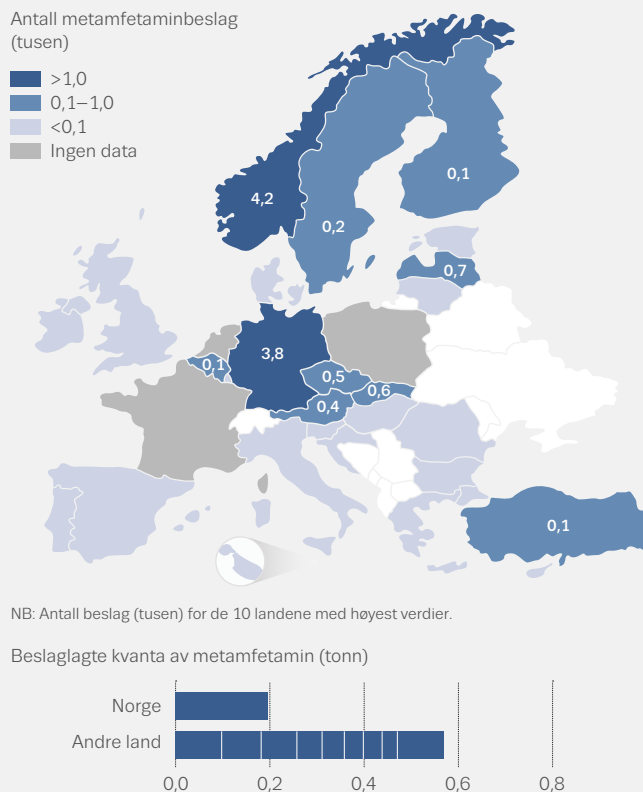 Antall metamfetaminbeslag
(tusen)
>1,0
0,1–1,0
<0,1
Ingen data
4,2
0,1
0,2
0,7
3,8
0,1
0,5
0,6
0,4
0,1
NB: Antall beslag (tusen) for de 10 landene med høyest verdier.
Beslaglagte kvanta av metamfetamin (tonn)
Norge
Andre land
0,0 0,2 0,4 0,6 0,8